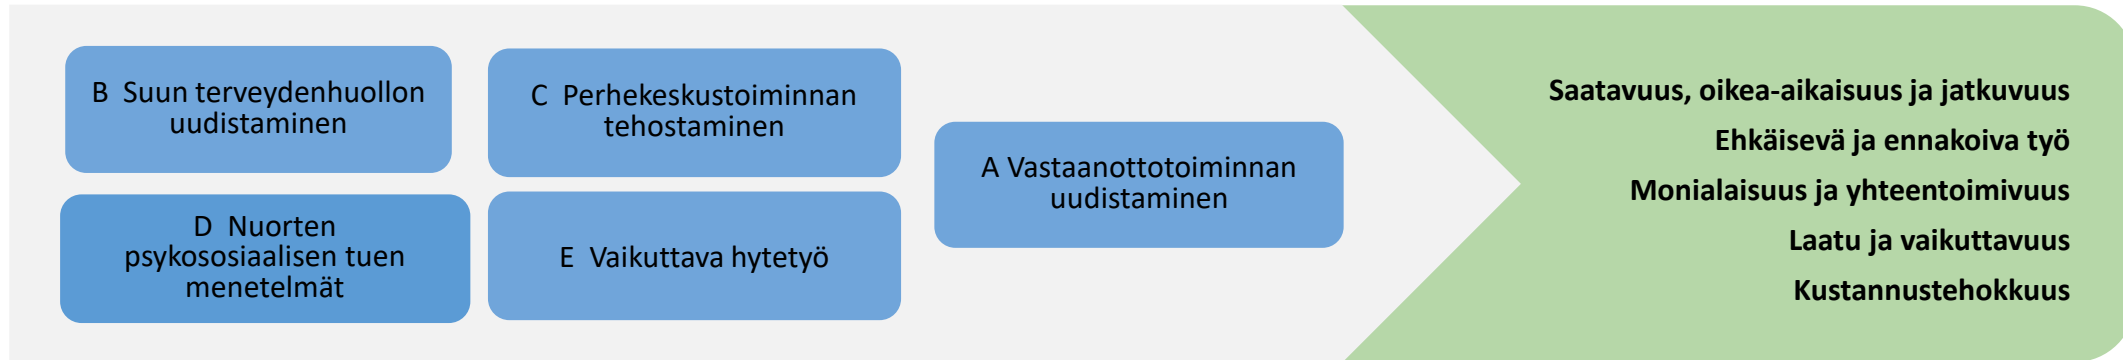 B Suun terveydenhuollon
uudistaminen
C Perhekeskustoiminnan
tehostaminen
D Nuorten
psykososiaalisen tuen
menetelmät
E Vaikuttava hytetyö
A Vastaanottotoiminnan
uudistaminen
Saatavuus, oikea-aikaisuus ja jatkuvuus
Ehkäisevä ja ennakoiva työ
Monialaisuus ja yhteentoimivuus
Laatu ja vaikuttavuus
Kustannustehokkuus